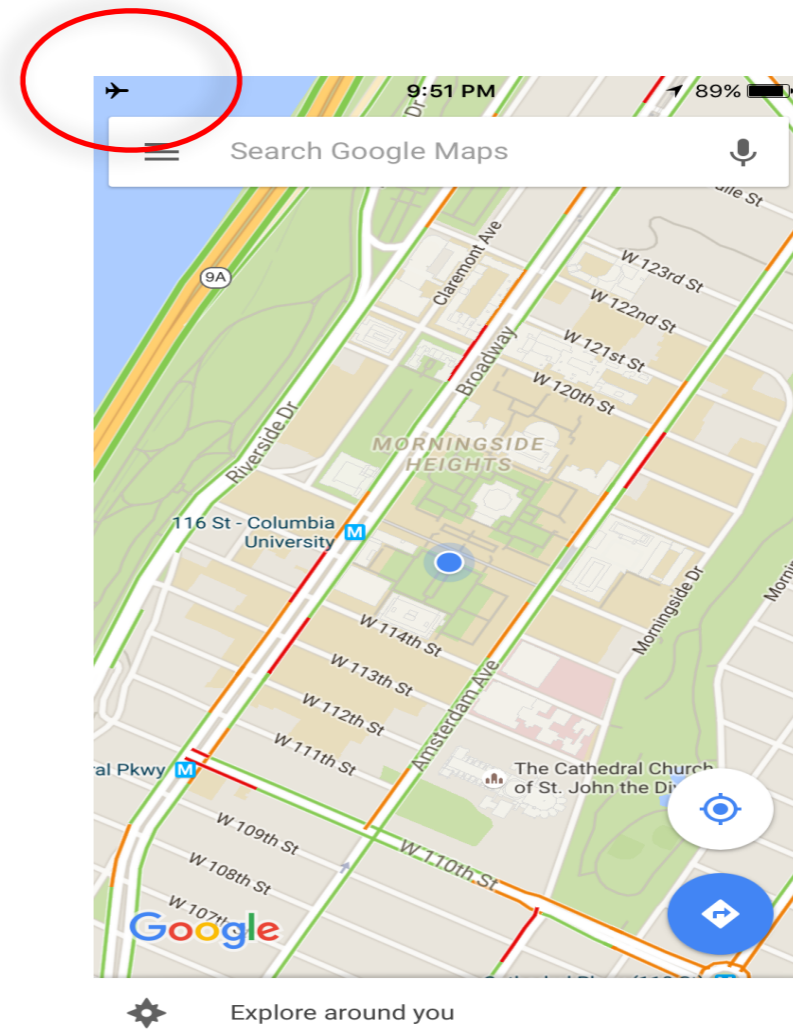 9:51 PM
89%
Dr
Search Google Maps
St
Claremont Ave
9A
W 123rd St
W 122nd St
W 121st St
Broadway
W 120th St
Riverside Dr
MORNINGSIDE
HEIGHTS
116 St - Columbia
University
M
Morningside Dr
W 114th St
W 113th St
W 112th St
Amsterdam Ave
W 111th St
al Pkwy M
The Cathedral Church
of St. John the Di
W 109th St
W 110th St
W 108th St
W 107th
Google
Explore around you